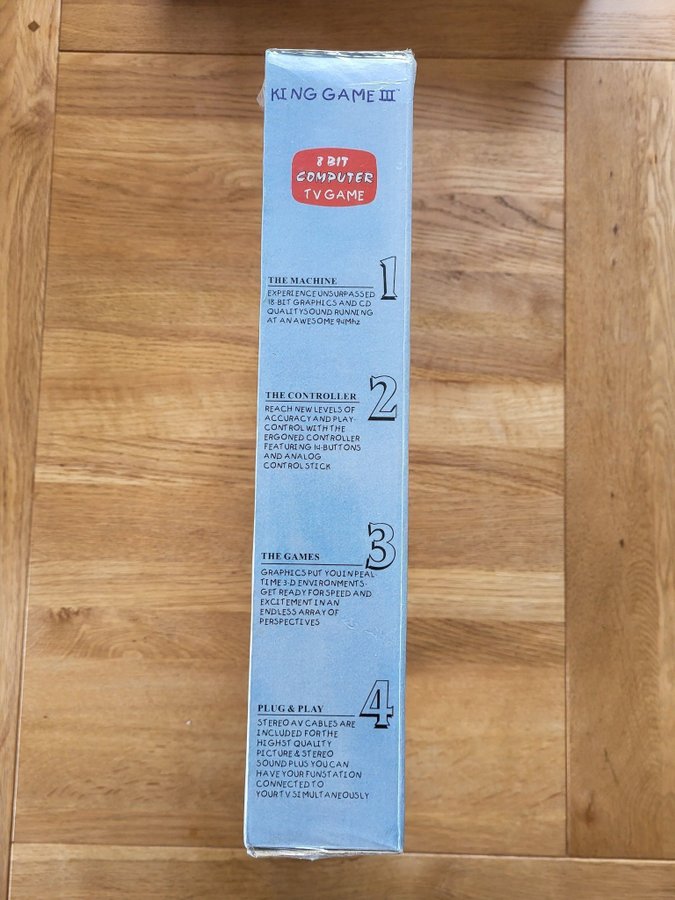 KING GAME III™
8 BIT
COMPUTER
TV GAME
1
THE MACHINE
EXPERIENCE UNSURPASSED
18-BIT GRAPHICS AND CD
QUALITYSOUND RUNNING
AT AN AWESOME 94Mhz
2
THE CONTROLLER
REACH NEW LEVELS OF
ACCURACY AND PLAY-
CONTROL WITH THE
ERGONED CONTROLLER
FEATURING 14-BUTTONS
AND ANALOG
CONTROL STICK
3
THE GAMES
GRAPHICS PUT YOU IN PEAL-
TIME 3-D ENVIRONMENTS.
GET READY FOR SPEED AND
EXCITEMENT IN AN
ENDLESS ARRAY OF
PERSPECTIVES
4
PLUG & PLAY
STEREO AV CABLES ARE
INCLUDED FOR THE
HIGHST QUALITY
PICTURE & STEREO
SOUND PLUS YOU CAN
HAVE YOUR FUNSTATION
CONNECTED TO
YOUR TV SIMULTANEOUSLY